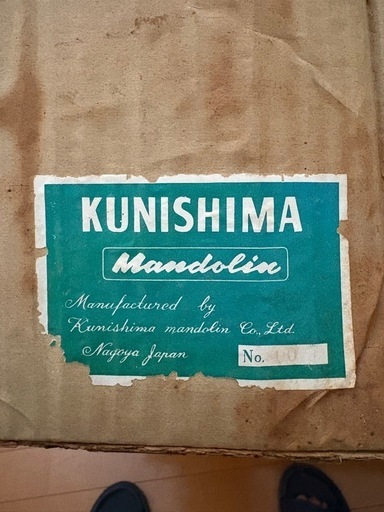 KUNISHIMA
Mandolin
Manufactured by
Kunishima mandolin Co., Ltd.
Nagoya Japan
No.